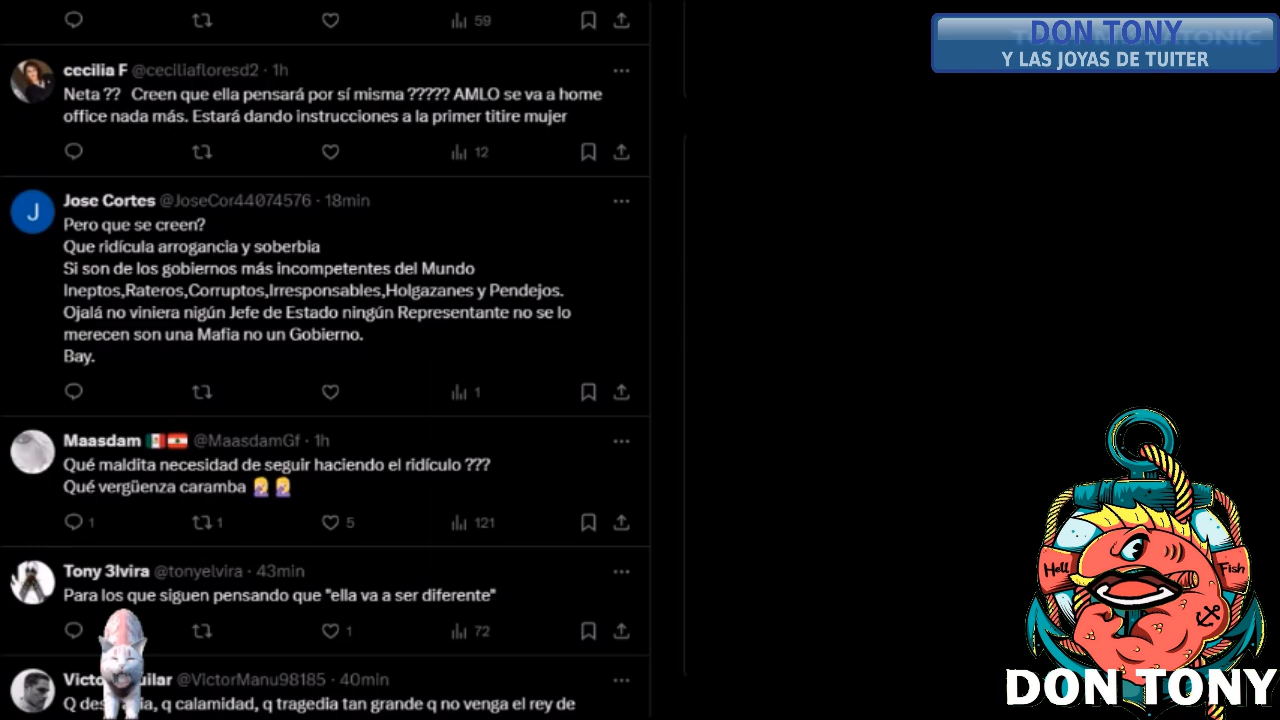 59
DON TONY
Y LAS JOYAS DE TUITER
cecilia F @ceciliafloresd2 · 1h
Neta ?? Creen que ella pensará por sí misma ????? AMLO se va a home
office nada más. Estará dando instrucciones a la primer titire mujer
12
J
Jose Cortes @JoseCor44074576 · 18min
Pero que se creen?
Que ridícula arrogancia y soberbia
Si son de los gobiernos más incompetentes del Mundo
Ineptos,Rateros,Corruptos,Irresponsables,Holgazanes y Pendejos.
Ojalá no viniera nigún Jefe de Estado ningún Representante no se lo
merecen son una Mafia no un Gobierno.
Bay.
1
Maasdam @MaasdamGf · 1h
Qué maldita necesidad de seguir haciendo el ridículo ???
Qué vergüenza caramba
1 1 5 121
Tony 3lvira @tonyelvira · 43min
Para los que siguen pensando que "ella va a ser diferente"
1 72
@VictorManu98185 · 40min
Q q calamidad, q tragedia tan grande q no venga el rey de
Hell Fish
DON TONY